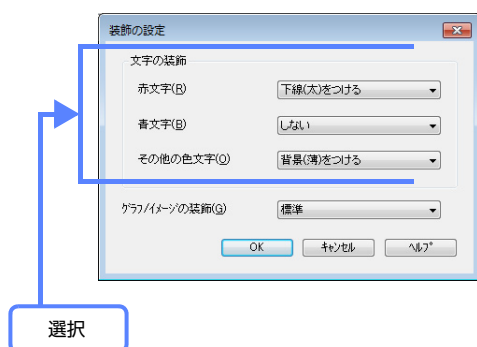 装飾の設定
文字の装飾
赤文字(R) 下線(太)をつける
青文字(B) しない
その他の色文字(O) 背景(薄)をつける
グラフ/イメージの装飾(G) 標準
OK キャンセル ヘルプ
選択